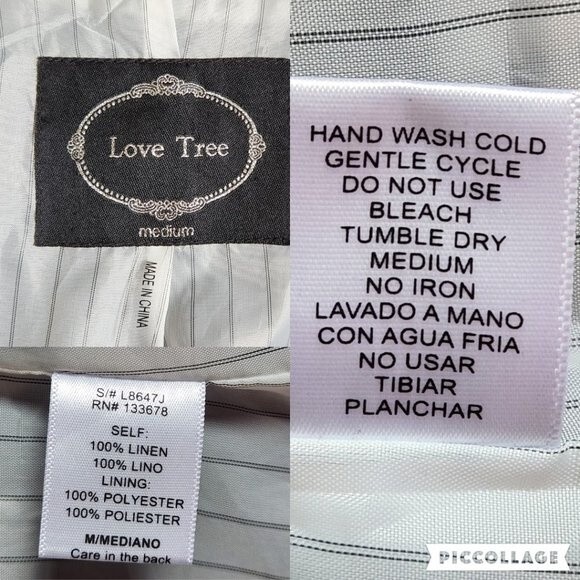 Love Tree
medium
MADE IN CHINA
HAND WASH COLD
GENTLE CYCLE
DO NOT USE
BLEACH
TUMBLE DRY
MEDIUM
NO IRON
LAVADO A MANO
CON AGUA FRIA
NO USAR
TIBIAR
PLANCHAR
S/# L8647J
RN# 133678
SELF:
100% LINEN
100% LINO
LINING:
100% POLYESTER
100% POLIESTER
M/MEDIANO
Care in the back
PICCOLLAGE